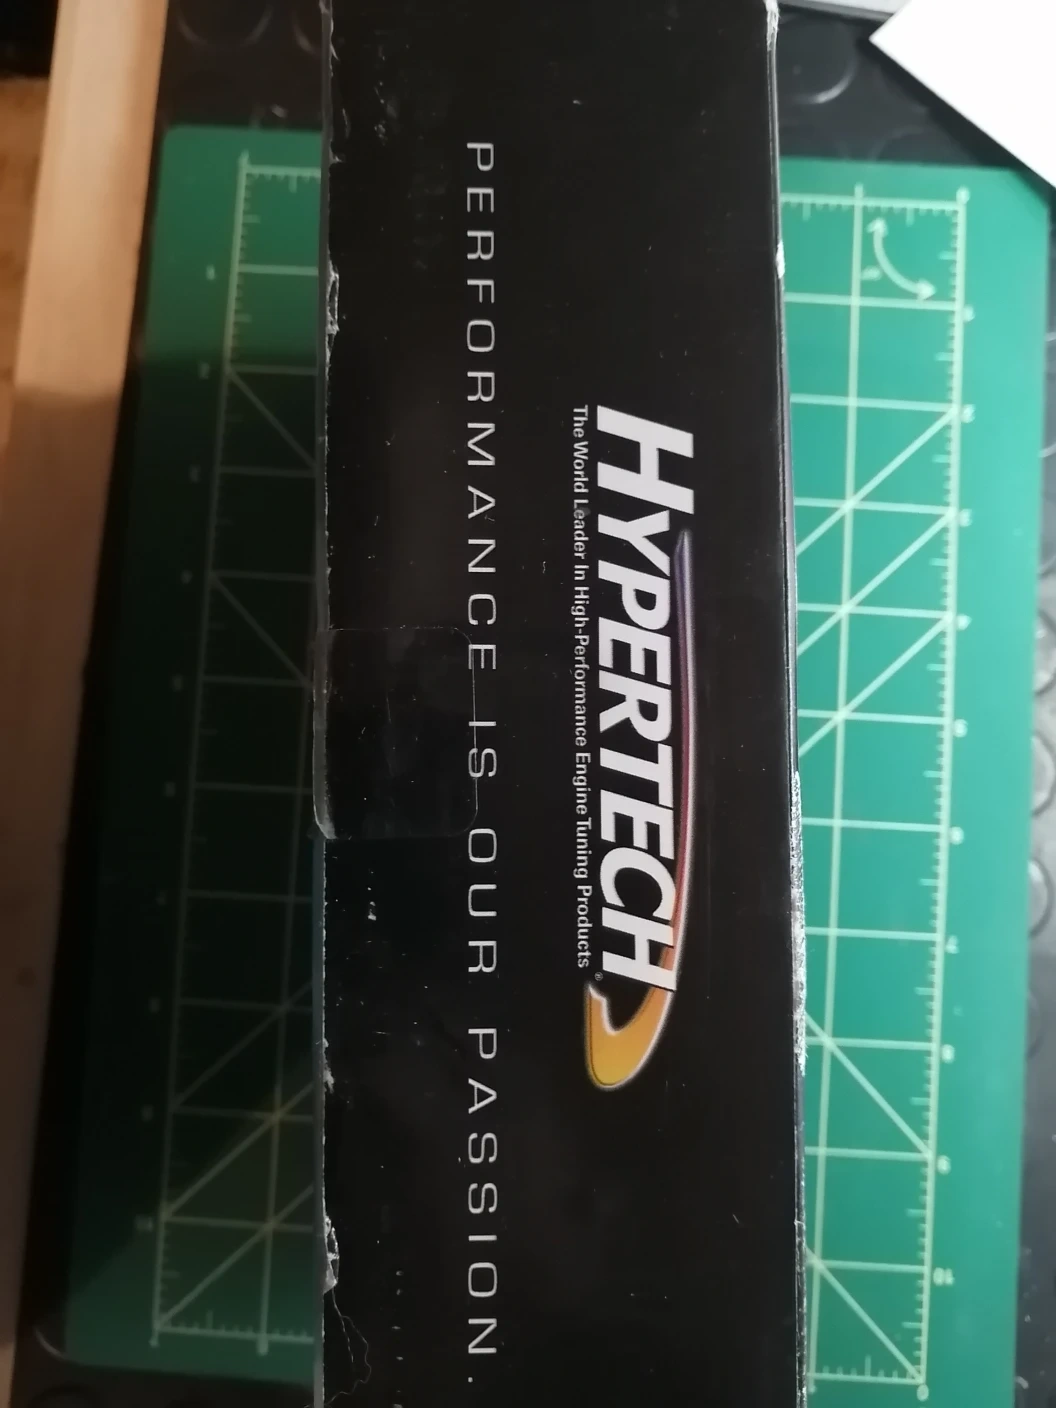 HYPERTECH
The World Leader In High-Performance Engine Tuning Products®
PERFORMANCE IS OUR PASSION.